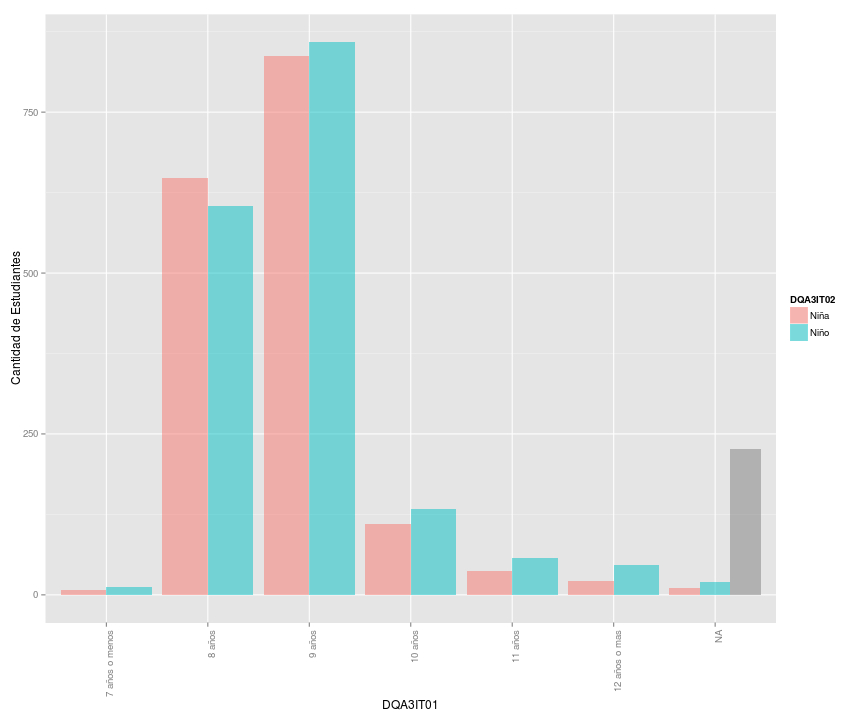 750
500
250
0
Cantidad de Estudiantes
7 años o menos
8 años
9 años
10 años
11 años
12 años o mas
NA
DQA3IT01
DQA3IT02
Niña
Niño